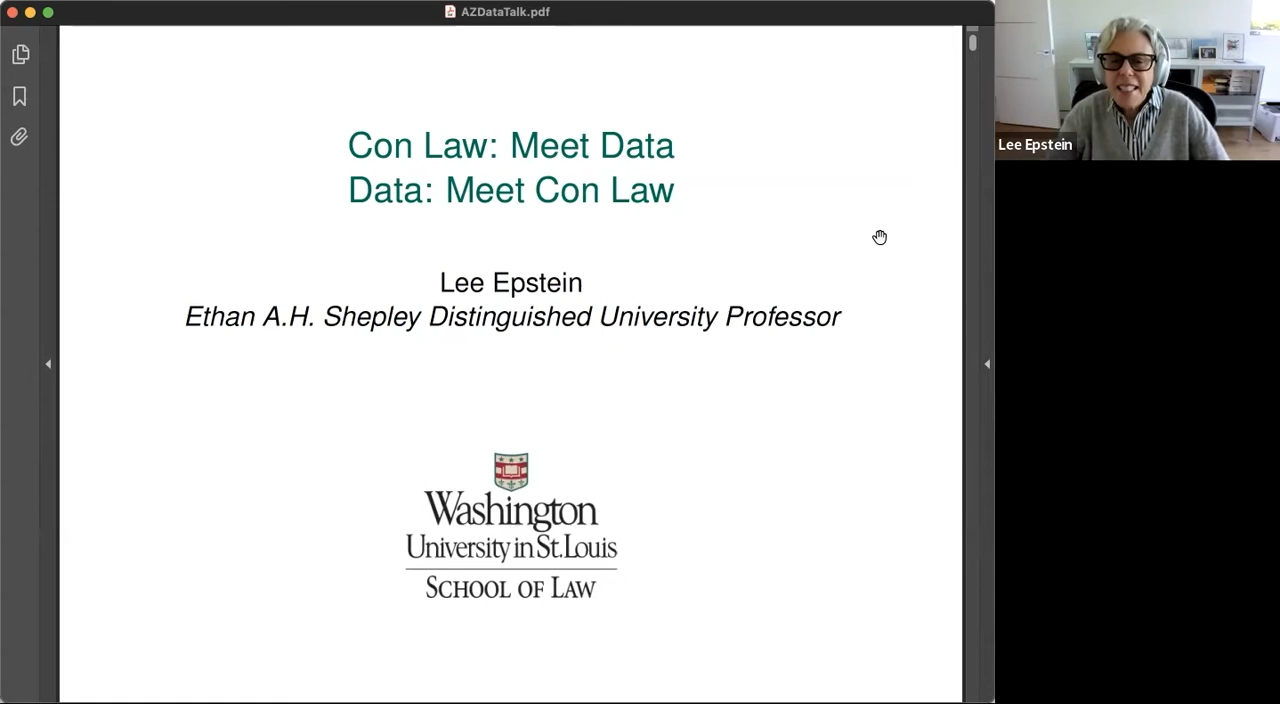 AZDataTalk.pdf
Con Law: Meet Data
Data: Meet Con Law
Lee Epstein
Ethan A.H. Shepley Distinguished University Professor
Washington
University in St. Louis
SCHOOL OF LAW
Lee Epstein